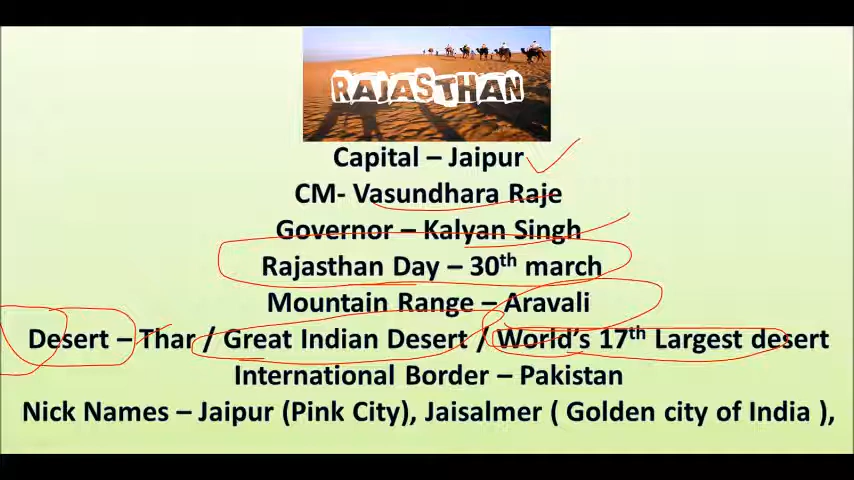 RAJASTHAN
Capital – Jaipur
CM- Vasundhara Raje
Governor – Kalyan Singh
Rajasthan Day – 30th march
Mountain Range – Aravali
Desert – Thar / Great Indian Desert / World's 17th Largest desert
International Border – Pakistan
Nick Names – Jaipur (Pink City), Jaisalmer ( Golden city of India ),